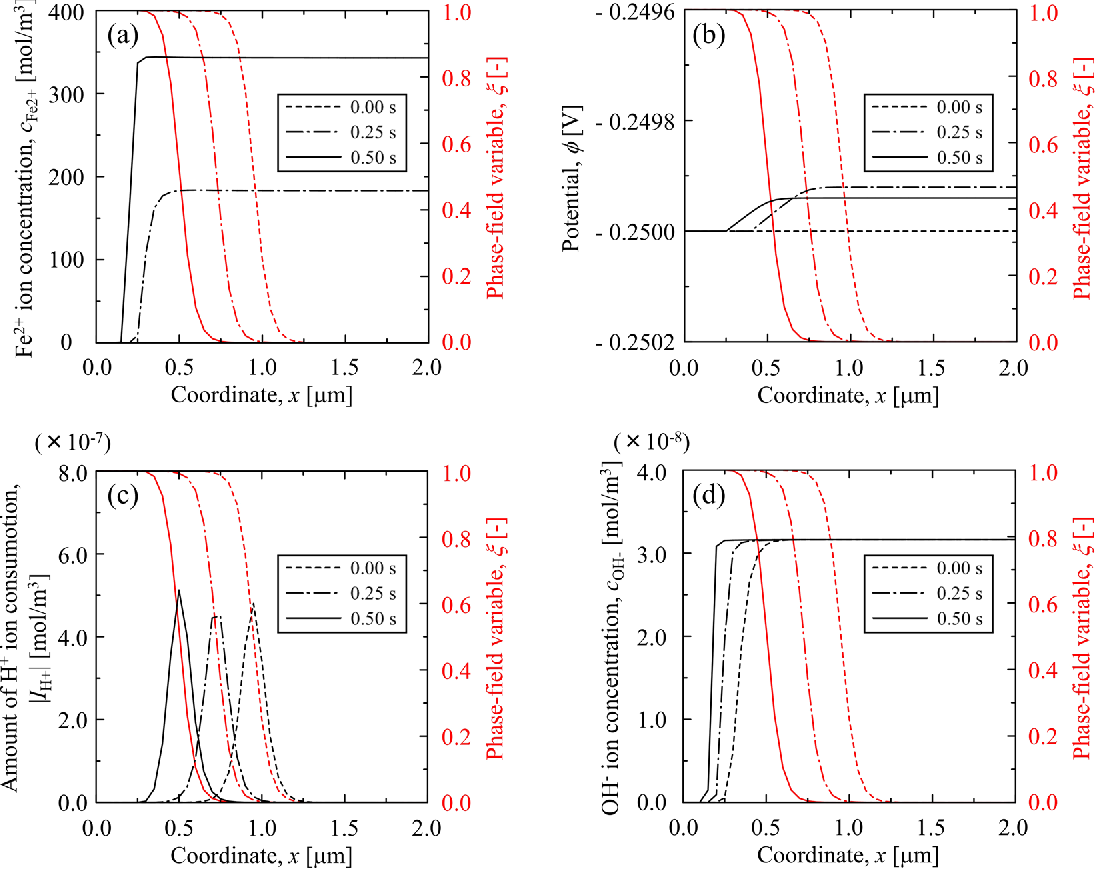 (a)
Fe2+ ion concentration, cFe2+ [mol/m3]
400
300
200
100
0
0.0 0.5 1.0 1.5 2.0
Coordinate, x [μm]
1.0
0.8
0.6
0.4
0.2
0.0
Phase-field variable, ξ [-]
0.00 s
0.25 s
0.50 s
(b)
Potential, ϕ [V]
- 0.2496
- 0.2498
- 0.2500
- 0.2502
0.0 0.5 1.0 1.5 2.0
Coordinate, x [μm]
1.0
0.8
0.6
0.4
0.2
0.0
Phase-field variable, ξ [-]
0.00 s
0.25 s
0.50 s
(×10-7)
(c)
Amount of H+ ion consumotion,
|IH+| [mol/m3]
8.0
6.0
4.0
2.0
0.0
0.0 0.5 1.0 1.5 2.0
Coordinate, x [μm]
1.0
0.8
0.6
0.4
0.2
0.0
Phase-field variable, ξ [-]
0.00 s
0.25 s
0.50 s
(×10-8)
(d)
OH- ion concentration, cOH- [mol/m3]
4.0
3.0
2.0
1.0
0.0
0.0 0.5 1.0 1.5 2.0
Coordinate, x [μm]
1.0
0.8
0.6
0.4
0.2
0.0
Phase-field variable, ξ [-]
0.00 s
0.25 s
0.50 s